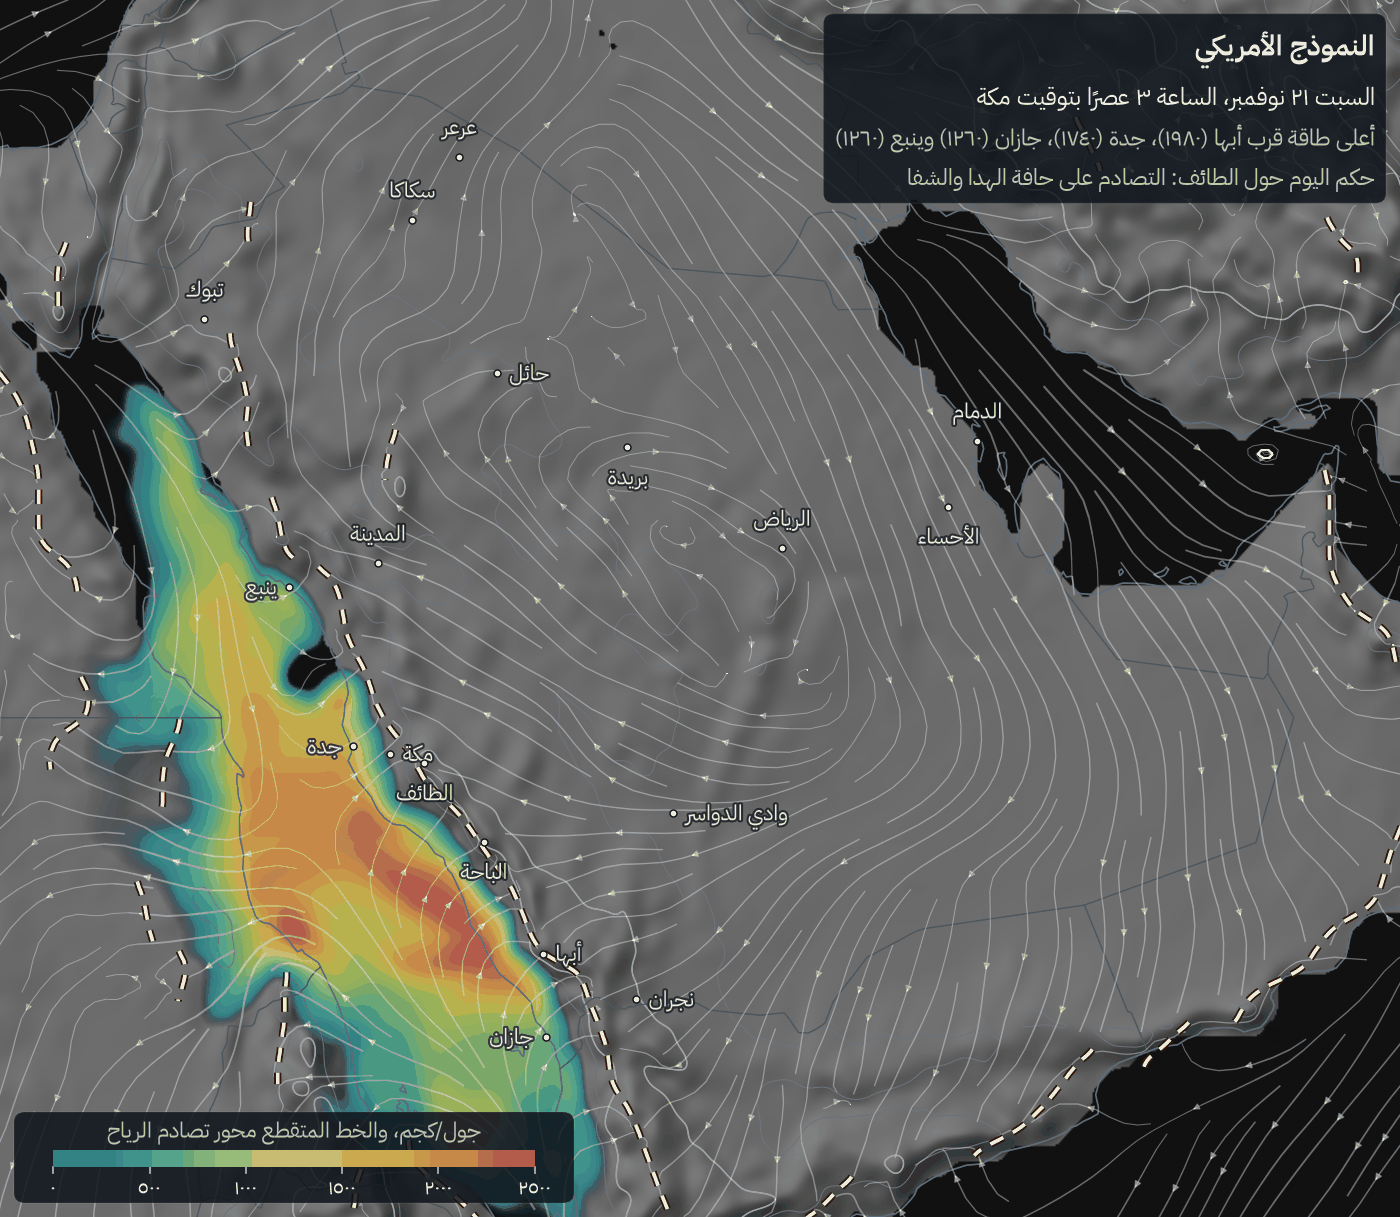 النموذج الأمريكي
السبت ٢١ نوفمبر، الساعة ٣ عصرًا بتوقيت مكة
أعلى طاقة قرب أبها (١٩٨٠)، جدة (١٧٤٠)، جازان (١٢٦٠) وينبع (١٢٦٠)
حكم اليوم حول الطائف: التصادم على حافة الهدا والشفا
عرعر
سكاكا
تبوك
حائل
الدمام
بريدة
الرياض
الأحساء
المدينة
ينبع
جدة
مكة
الطائف
وادي الدواسر
الباحة
أبها
نجران
جازان
جول/كجم، والخط المتقطع محور تصادم الرياح
٠ ٥٠٠ ١٠٠٠ ١٥٠٠ ٢٠٠٠ ٢٥٠٠